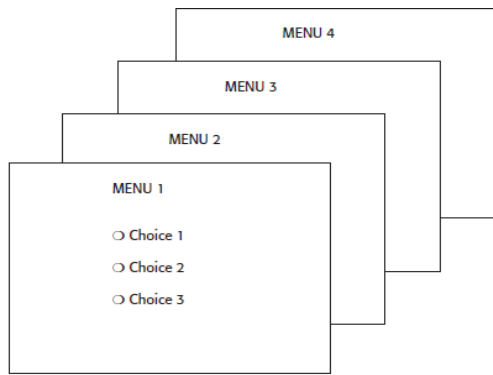 MENU 4
MENU 3
MENU 2
MENU 1
❍ Choice 1
❍ Choice 2
❍ Choice 3